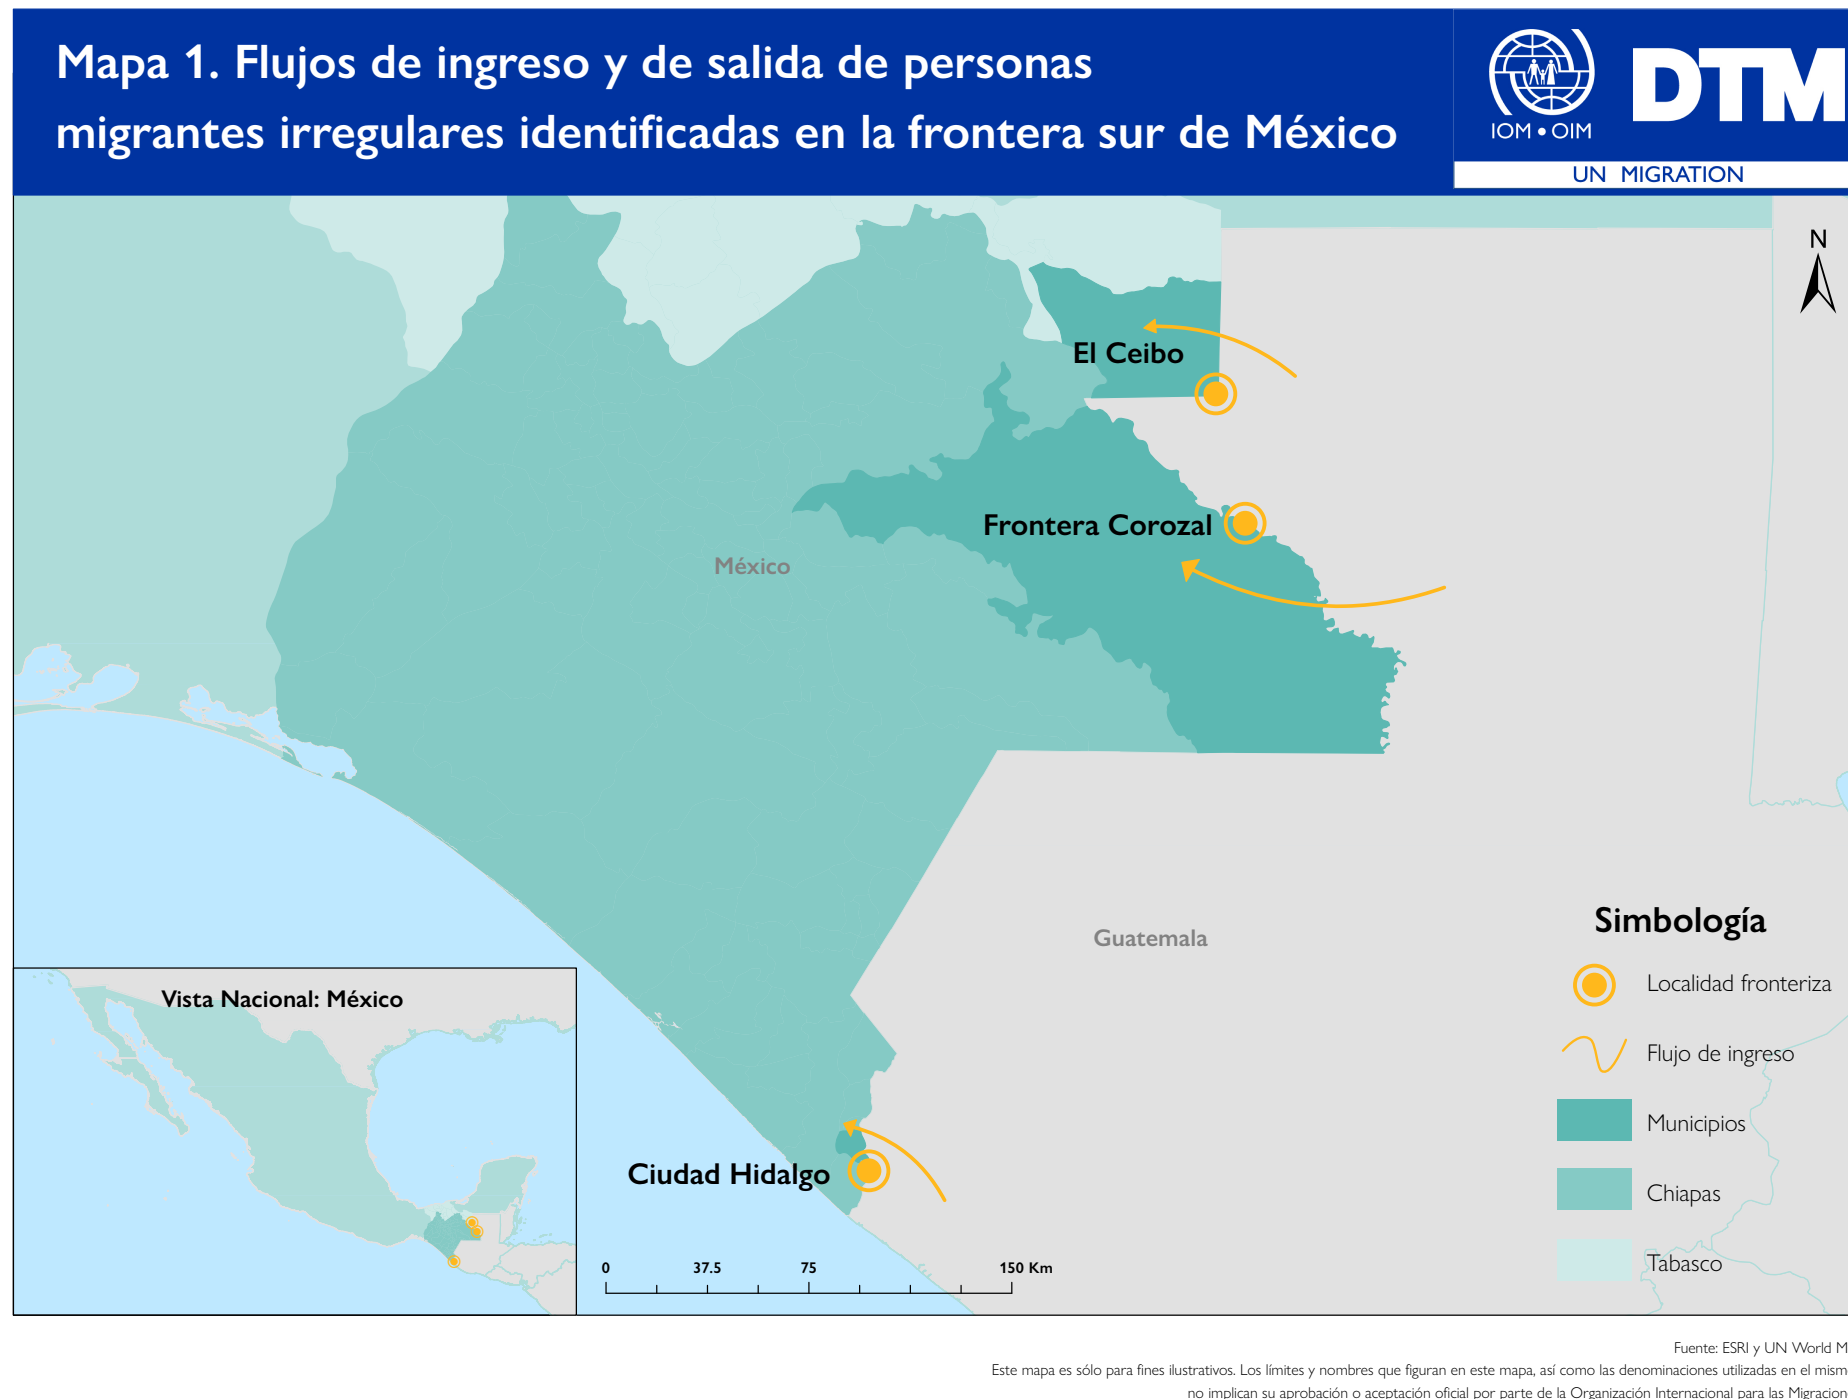 Mapa 1. Flujos de ingreso y de salida de personas
migrantes irregulares identificadas en la frontera sur de México
IOM • OIM
DTM
UN MIGRATION
N
El Ceibo
Frontera Corozal
México
Guatemala
Ciudad Hidalgo
Vista Nacional: México
0 37.5 75 150 Km
Simbología
Localidad fronteriza
Flujo de ingreso
Municipios
Chiapas
Tabasco
Fuente: ESRI y UN World M
Este mapa es sólo para fines ilustrativos. Los límites y nombres que figuran en este mapa, así como las denominaciones utilizadas en el mism
no implican su aprobación o aceptación oficial por parte de la Organización Internacional para las Migracion